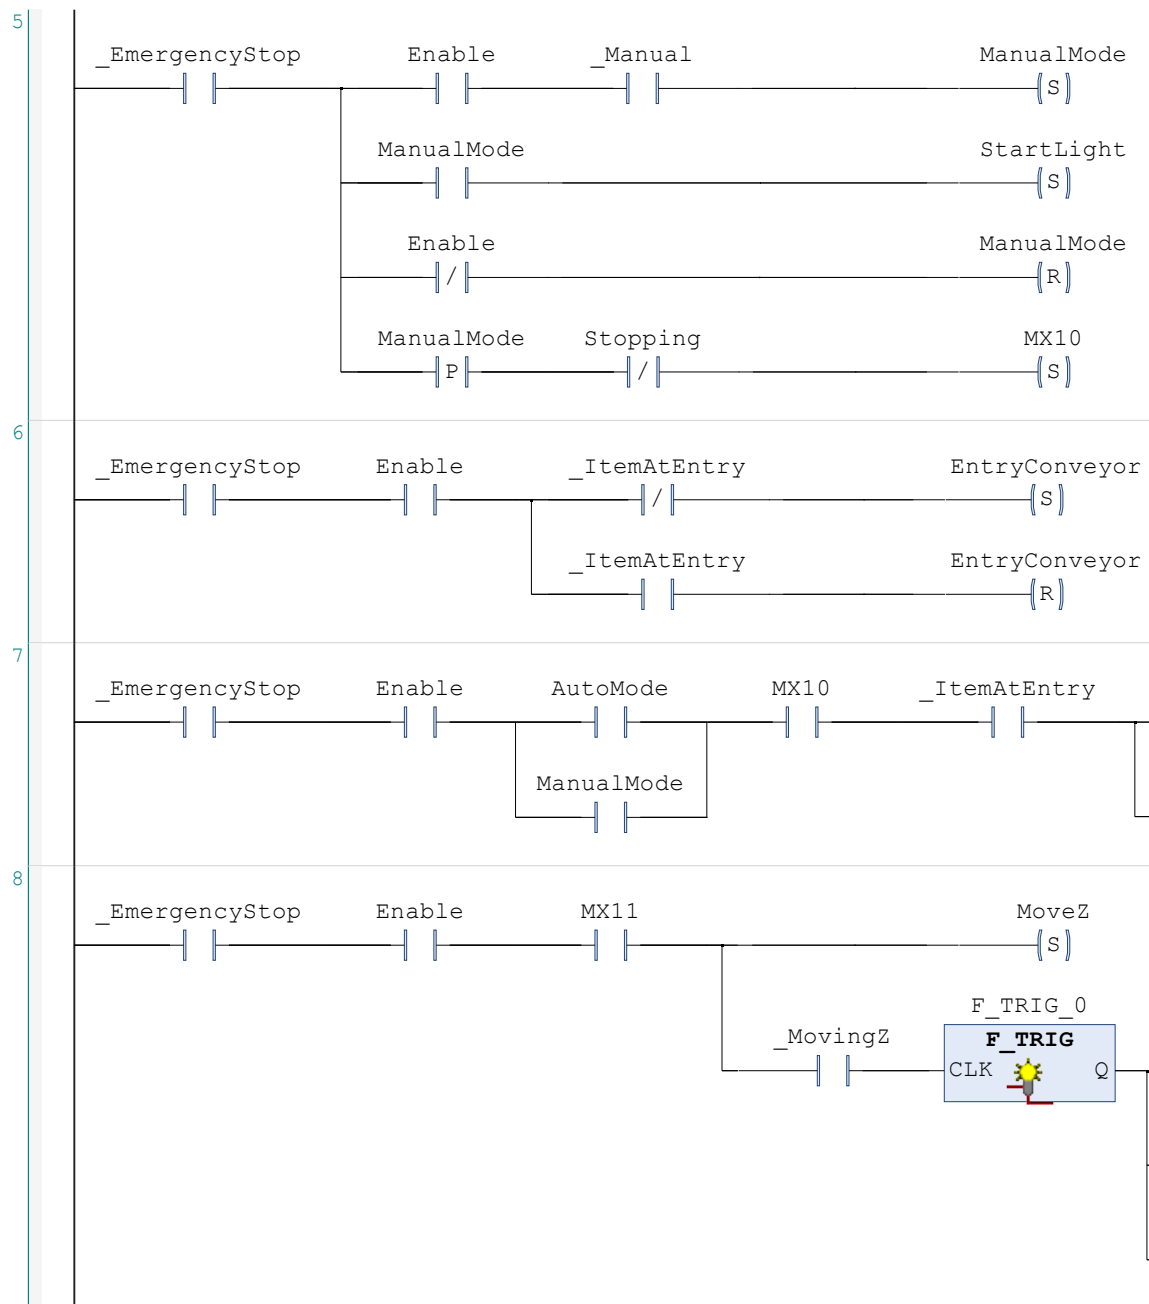 5
_EmergencyStop Enable _Manual ManualMode
S
ManualMode StartLight
S
Enable ManualMode
/ R
ManualMode Stopping MX10
P / S
6
_EmergencyStop Enable _ItemAtEntry EntryConveyor
/ S
_ItemAtEntry EntryConveyor
R
7
_EmergencyStop Enable AutoMode MX10 _ItemAtEntry
ManualMode
8
_EmergencyStop Enable MX11 MoveZ
S
F_TRIG_0
_MovingZ F_TRIG
CLK Q